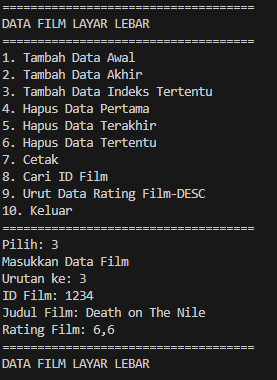 ===================================
DATA FILM LAYAR LEBAR
===================================
1. Tambah Data Awal
2. Tambah Data Akhir
3. Tambah Data Indeks Tertentu
4. Hapus Data Pertama
5. Hapus Data Terakhir
6. Hapus Data Tertentu
7. Cetak
8. Cari ID Film
9. Urut Data Rating Film-DESC
10. Keluar
===================================
Pilih: 3
Masukkan Data Film
Urutan ke: 3
ID Film: 1234
Judul Film: Death on The Nile
Rating Film: 6,6
===================================
DATA FILM LAYAR LEBAR